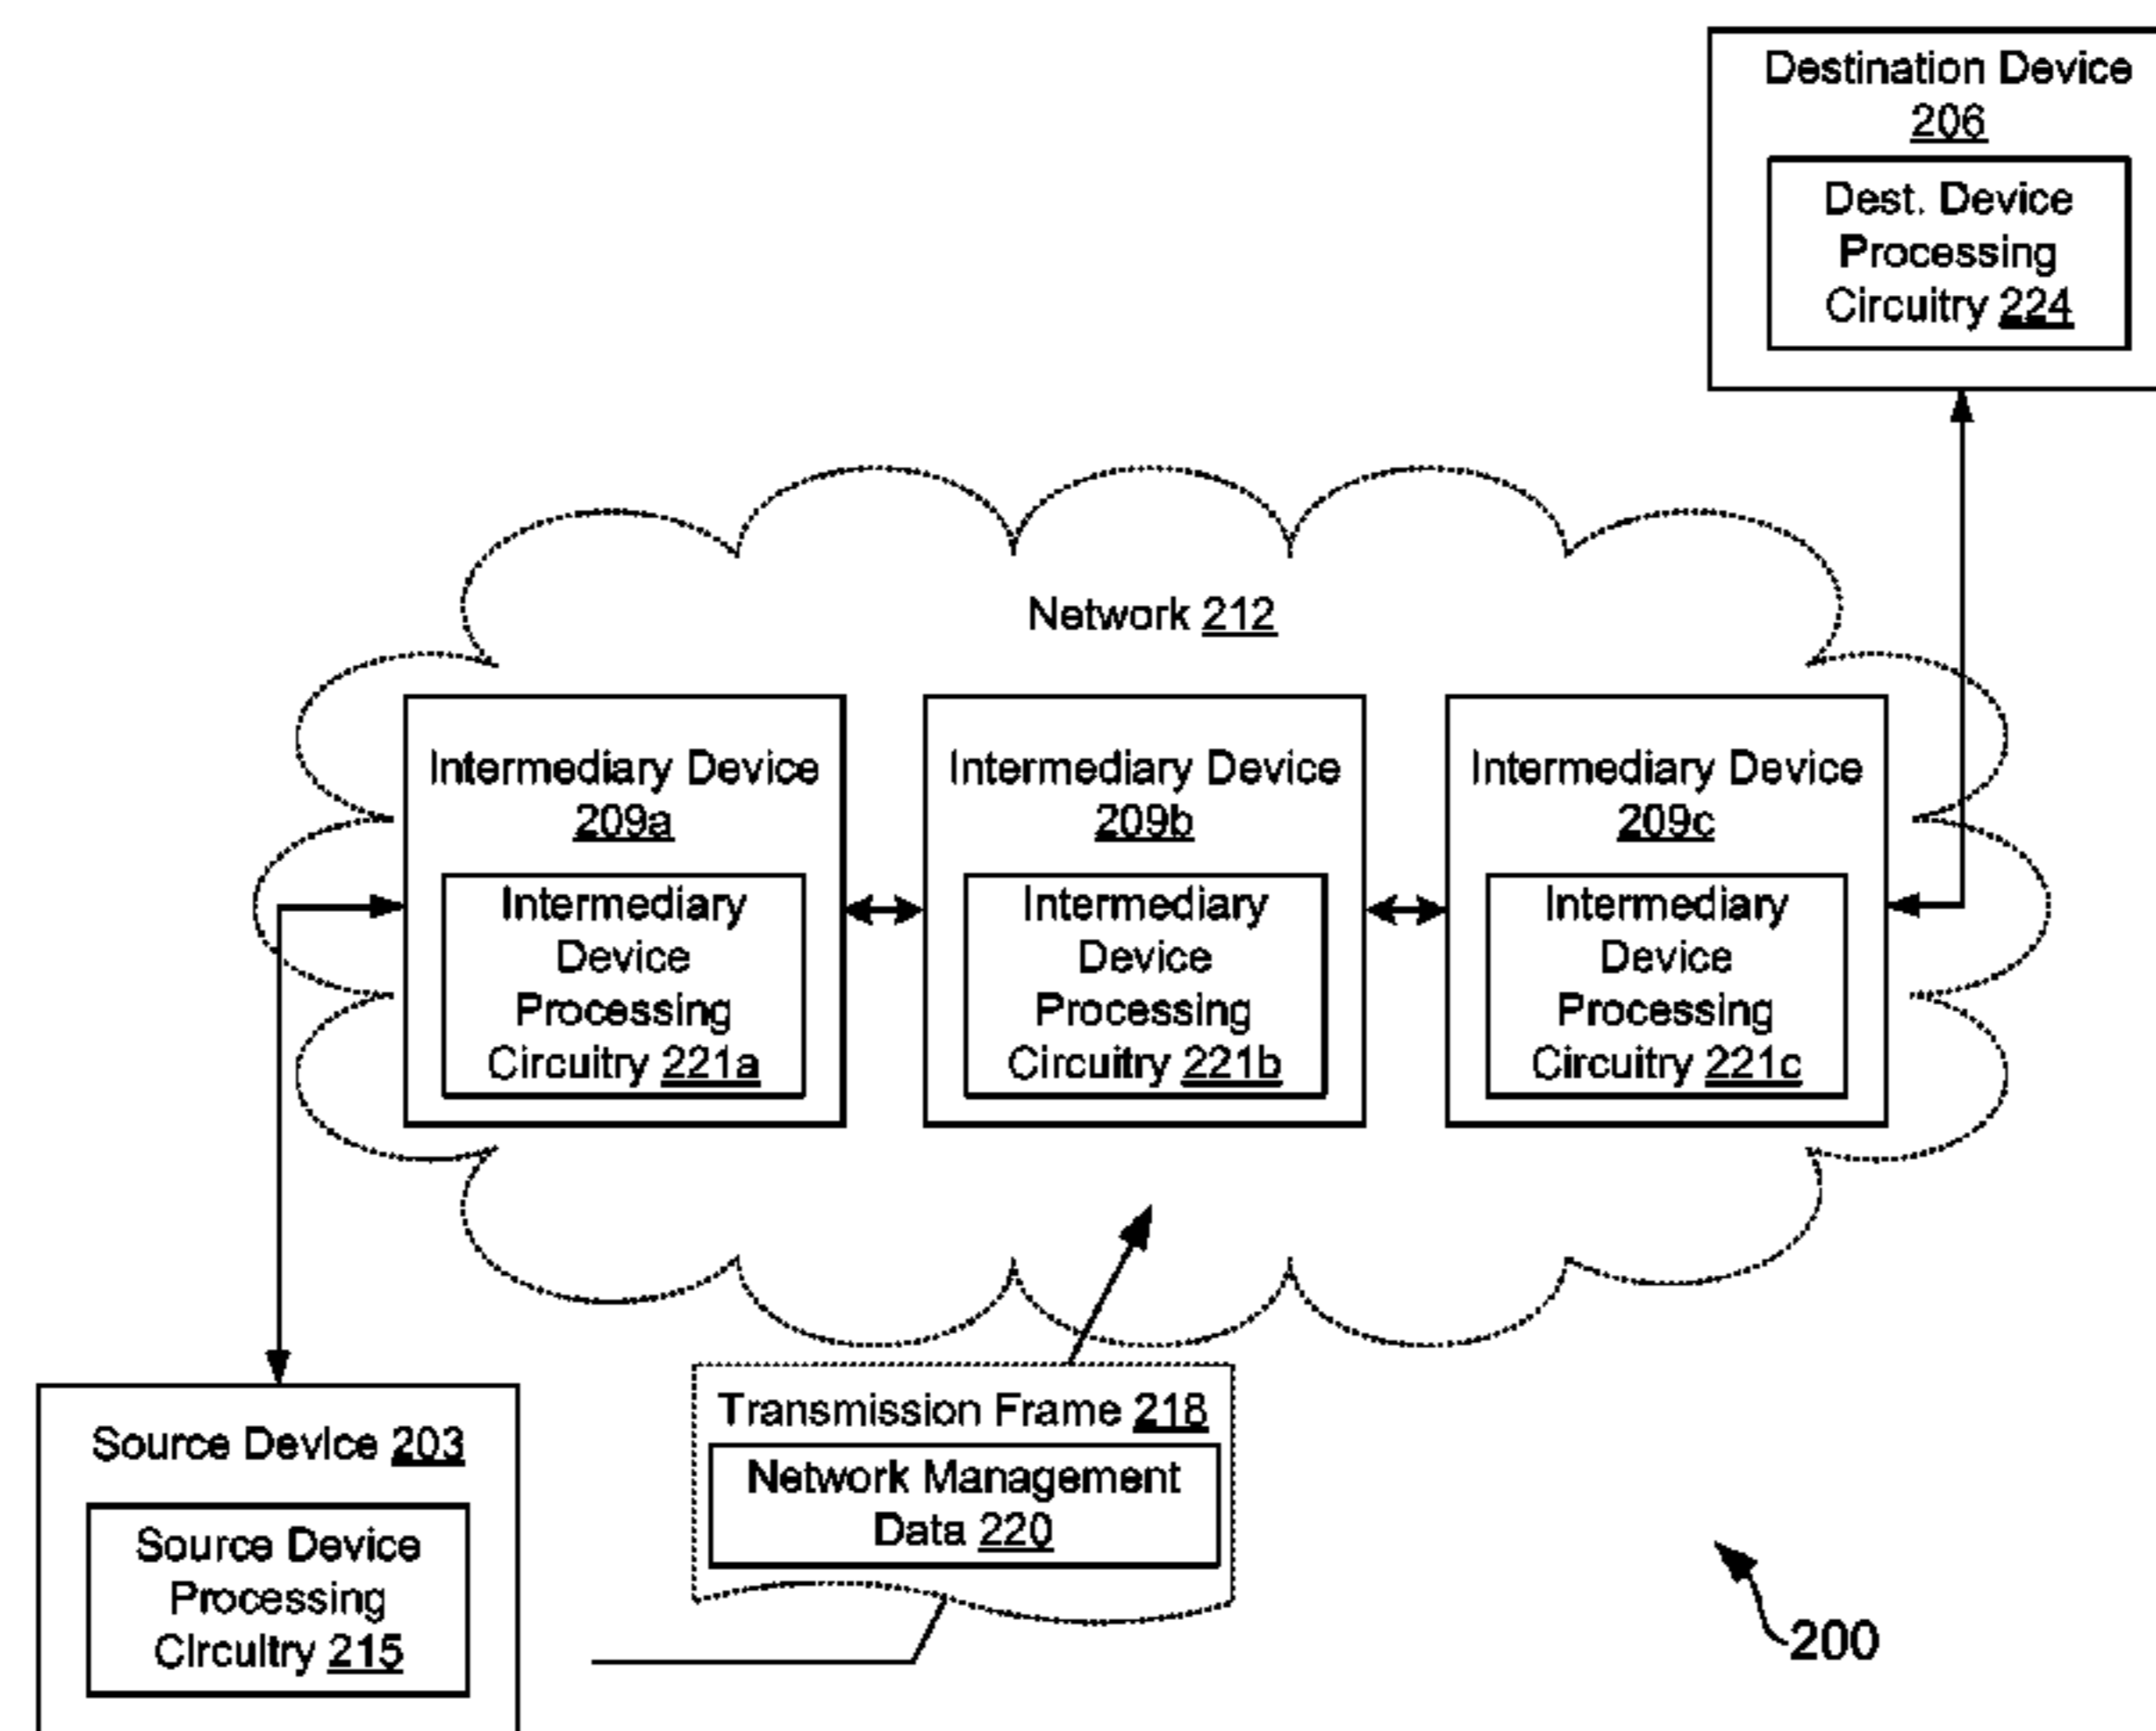 Destination Device
206
Dest. Device
Processing
Circuitry 224
Network 212
Intermediary Device
209a
Intermediary
Device
Processing
Circuitry 221a
Intermediary Device
209b
Intermediary
Device
Processing
Circuitry 221b
Intermediary Device
209c
Intermediary
Device
Processing
Circuitry 221c
Source Device 203
Source Device
Processing
Circuitry 215
Transmission Frame 218
Network Management
Data 220
200